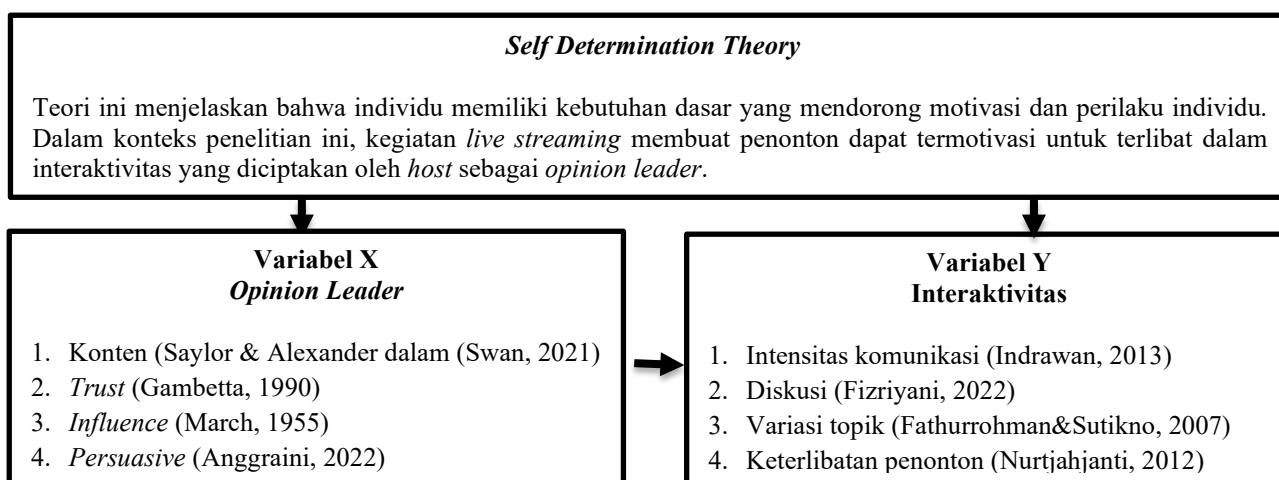 Self Determination Theory
Teori ini menjelaskan bahwa individu memiliki kebutuhan dasar yang mendorong motivasi dan perilaku individu.
Dalam konteks penelitian ini, kegiatan live streaming membuat penonton dapat termotivasi untuk terlibat dalam
interaktivitas yang diciptakan oleh host sebagai opinion leader.
Variabel X
Opinion Leader
1. Konten (Saylor & Alexander dalam (Swan, 2021)
2. Trust (Gambetta, 1990)
3. Influence (March, 1955)
4. Persuasive (Anggraini, 2022)
Variabel Y
Interaktivitas
1. Intensitas komunikasi (Indrawan, 2013)
2. Diskusi (Fizriyani, 2022)
3. Variasi topik (Fathurrohman&Sutikno, 2007)
4. Keterlibatan penonton (Nurtjahjanti, 2012)